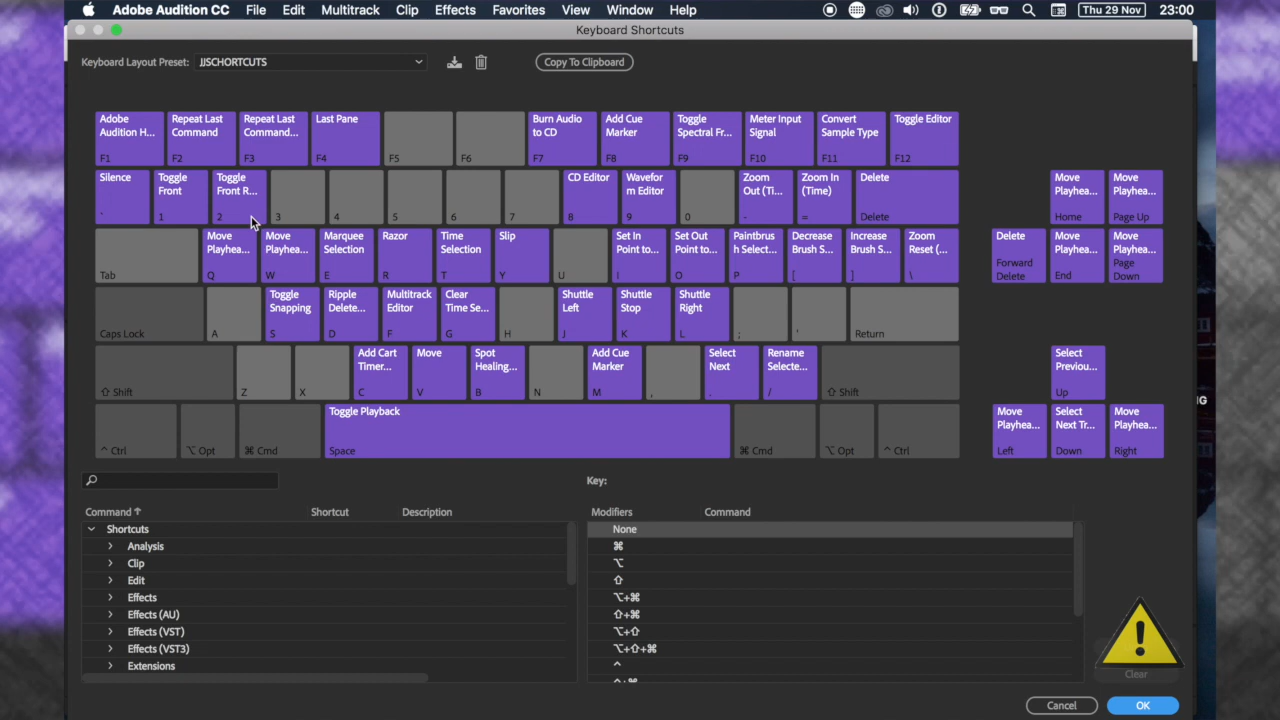 Adobe Audition CC File Edit Multitrack Clip Effects Favorites View Window Help Thu 29 Nov 23:00
Keyboard Shortcuts
Keyboard Layout Preset: JJSCHORTCUTS Copy To Clipboard
Adobe Audition H... F1
Repeat Last Command F2
Repeat Last Command... F3
Last Pane F4
F5
F6
Burn Audio to CD F7
Add Cue Marker F8
Toggle Spectral Fr... F9
Meter Input Signal F10
Convert Sample Type F11
Toggle Editor F12
Silence `
Toggle Front 1
Toggle Front R... 2
3
4
5
6
7
CD Editor 8
Wavefor m Editor 9
0
Zoom Out (Ti... -
Zoom In (Time) =
Delete Delete
Move Playhea... Home
Move Playhea... Page Up
Tab
Move Playhea... Q
Move Playhea... W
Marquee Selection E
Razor R
Time Selection T
Slip Y
U
Set In Point to... I
Set Out Point to... O
Paintbrus h Select... P
Decrease Brush S... [
Increase Brush S... ]
Zoom Reset (... \
Delete Forward Delete
Move Playhea... End
Move Playhea... Page Down
Caps Lock
A
Toggle Snapping S
Ripple Delete... D
Multitrack Editor F
Clear Time Se... G
H
Shuttle Left J
Shuttle Stop K
Shuttle Right L
;
'
Return
⇧ Shift
Z
X
Add Cart Timer... C
Move V
Spot Healing... B
N
Add Cue Marker M
,
Select Next .
Rename Selecte... /
⇧ Shift
Select Previou... Up
^ Ctrl
⌥ Opt
⌘ Cmd
Toggle Playback Space
⌘ Cmd
⌥ Opt
^ Ctrl
Move Playhea... Left
Select Next Tr... Down
Move Playhea... Right
Key:
Command ↑ Shortcut Description
Modifiers Command
Shortcuts
Analysis
Clip
Edit
Effects
Effects (AU)
Effects (VST)
Effects (VST3)
Extensions
None
⌘
⌥
⇧
⌥+⌘
⇧+⌘
⌥+⇧
⌥+⇧+⌘
^
^+⌘
Clear
Cancel OK